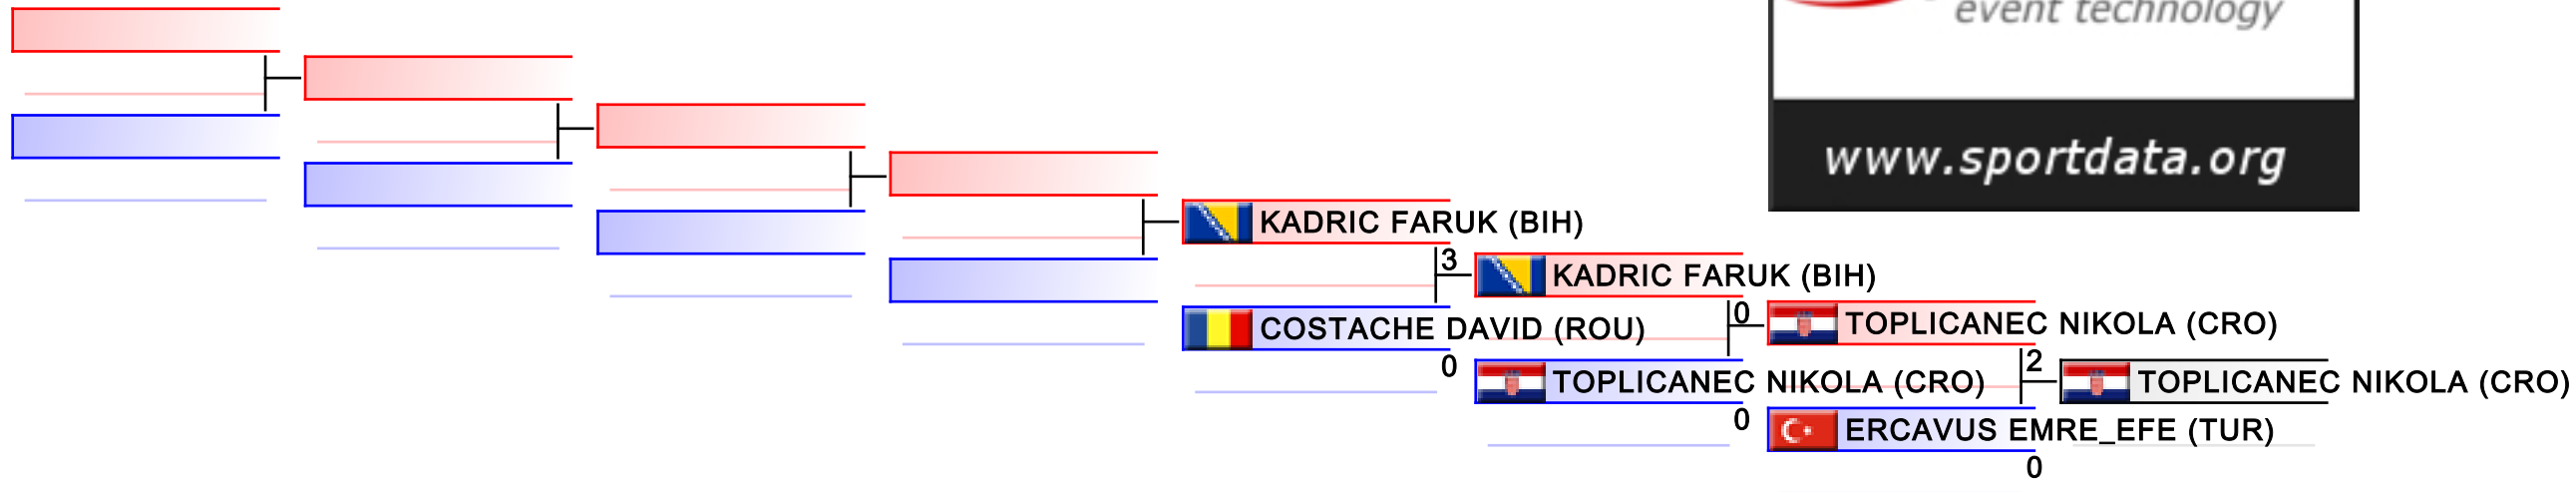 event technology
www.sportdata.org
KADRIC FARUK (BIH)
3
KADRIC FARUK (BIH)
COSTACHE DAVID (ROU)
0
0
TOPLICANEC NIKOLA (CRO)
TOPLICANEC NIKOLA (CRO)
0
2
TOPLICANEC NIKOLA (CRO)
ERCAVUS EMRE_EFE (TUR)
0